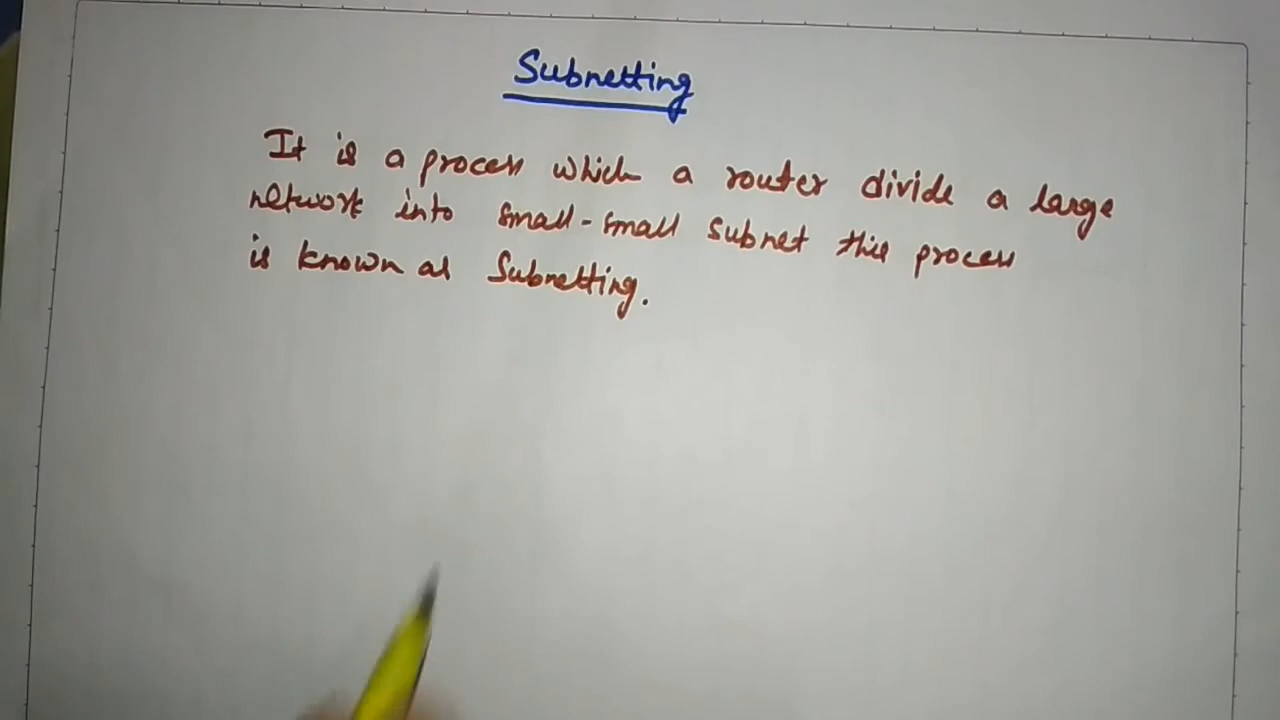 Subnetting
It is a process which a router divide a large
network into small-small subnet this process
is known as Subnetting.